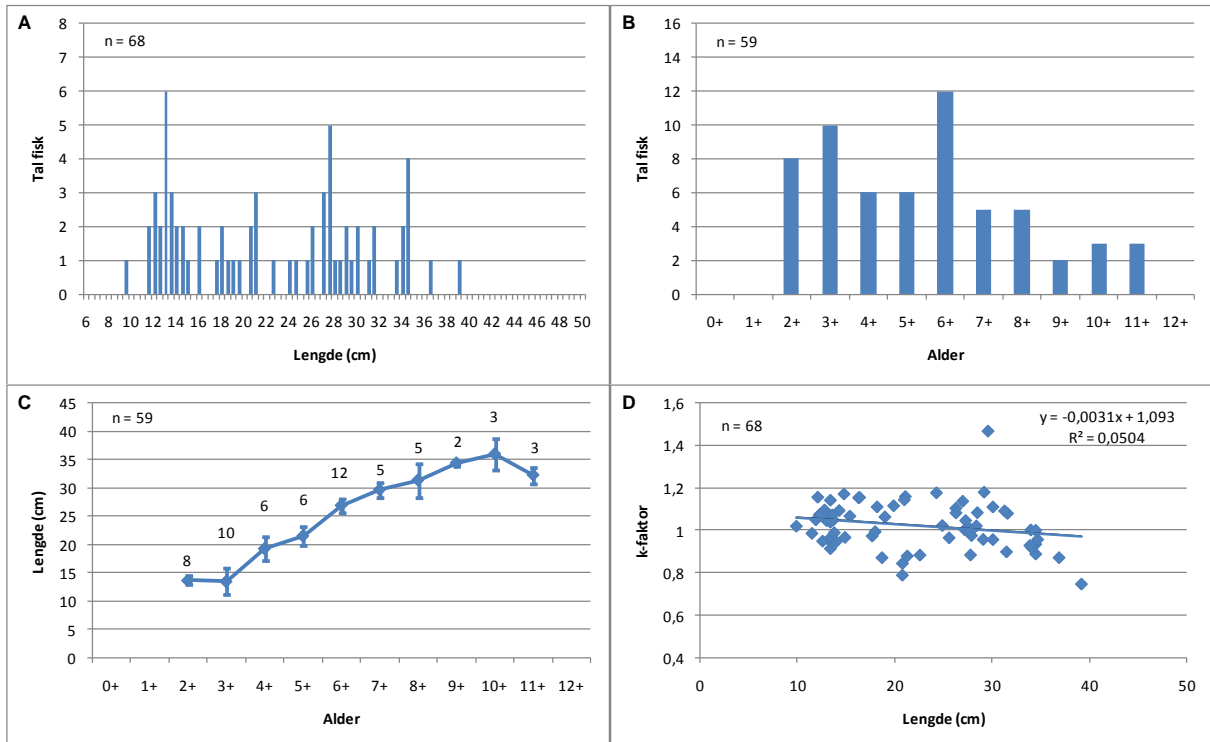 A
n = 68
8
7
6
5
4
3
2
1
0
Tal fisk
6 8 10 12 14 16 18 20 22 24 26 28 30 32 34 36 38 40 42 44 46 48 50
Lengde (cm)
B
n = 59
16
14
12
10
8
6
4
2
0
Tal fisk
0+ 1+ 2+ 3+ 4+ 5+ 6+ 7+ 8+ 9+ 10+ 11+ 12+
Alder
C
n = 59
45
40
35
30
25
20
15
10
5
0
Lengde (cm)
8 10 6 6 12 5 5 2 3 3
0+ 1+ 2+ 3+ 4+ 5+ 6+ 7+ 8+ 9+ 10+ 11+ 12+
Alder
D
n = 68
y = -0,0031x + 1,093
R² = 0,0504
1,6
1,4
1,2
1
0,8
0,6
0,4
k-faktor
0 10 20 30 40 50
Lengde (cm)